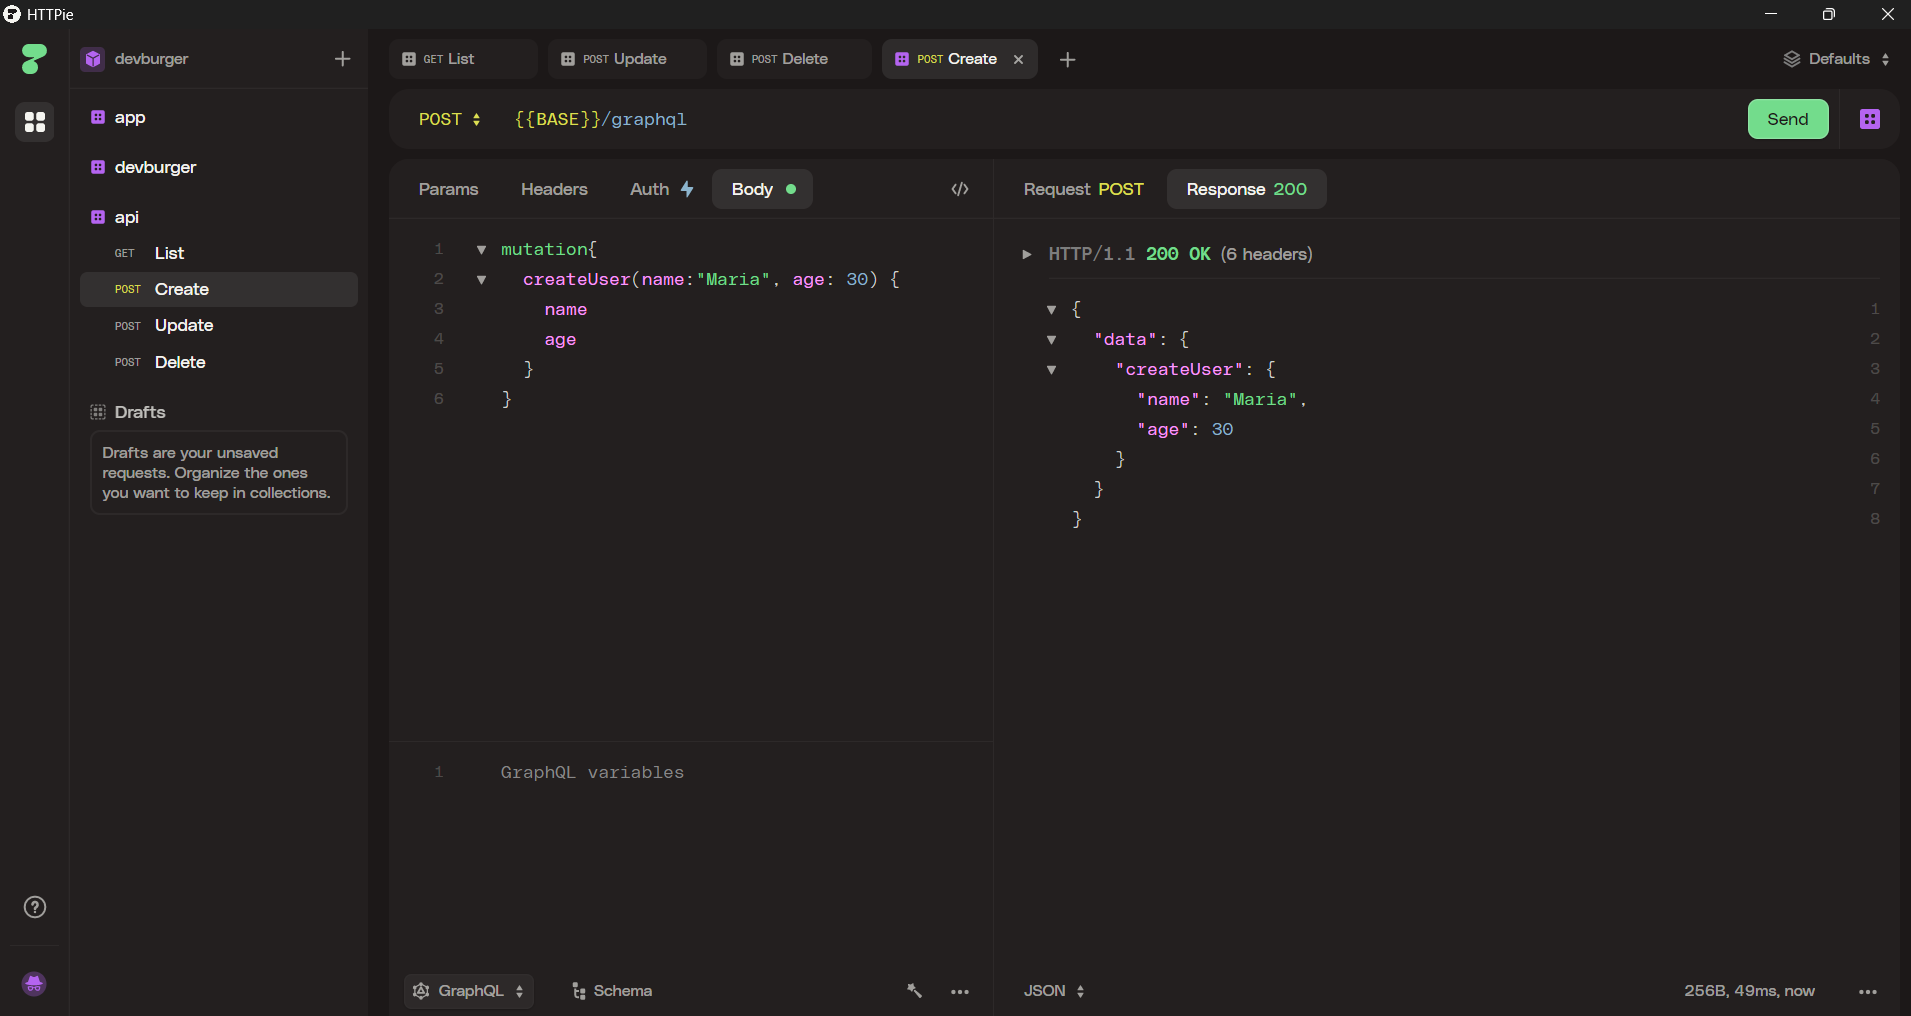 HTTPie
devburger
GET List
POST Update
POST Delete
POST Create
Defaults
app
devburger
api
GET List
POST Create
POST Update
POST Delete
Drafts
Drafts are your unsaved
requests. Organize the ones
you want to keep in collections.
POST {{BASE}}/graphql
Send
Params Headers Auth Body </>
1 mutation{
2 createUser(name:"Maria", age: 30) {
3 name
4 age
5 }
6 }
1 GraphQL variables
GraphQL Schema
Request POST Response 200
HTTP/1.1 200 OK (6 headers)
{ 1
"data": { 2
"createUser": { 3
"name": "Maria", 4
"age": 30 5
} 6
} 7
} 8
JSON 256B, 49ms, now